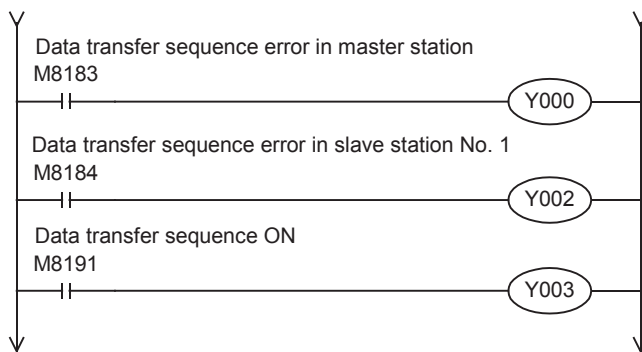 Data transfer sequence error in master station
M8183
Y000
Data transfer sequence error in slave station No. 1
M8184
Y002
Data transfer sequence ON
M8191
Y003